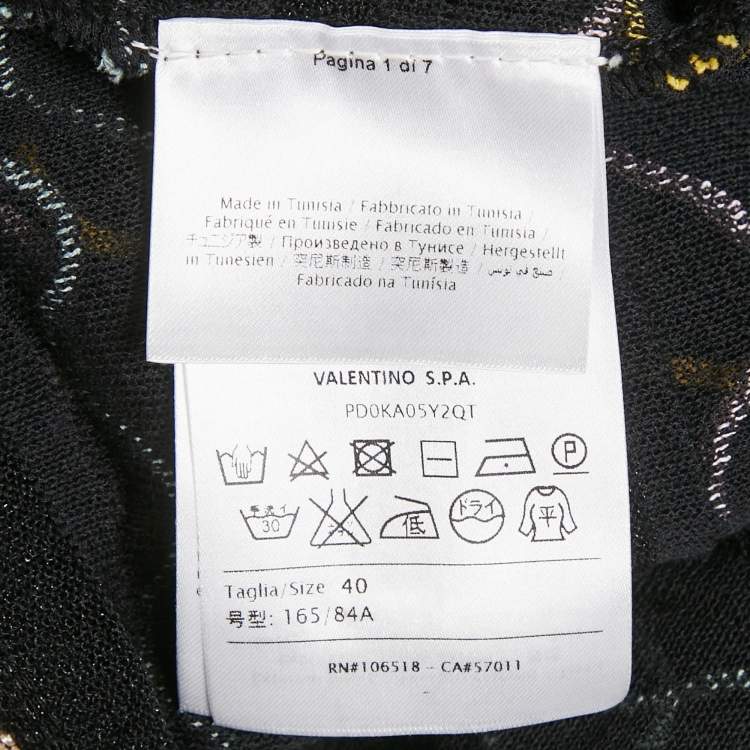 Pagina 1 di 7
Made in Tunisia / Fabbricato in Tunisia /
Fabriqué en Tunisie / Fabricado en Tunisia /
チュニジア製 / Произведено в Тунисе / Hergestellt
in Tunesien / 突尼斯制造 / 突尼斯製造 / صنع في تونس /
Fabricado na Tunísia
VALENTINO S.P.A.
PD0KA05Y2QT
P
手洗イ 30 低 ドライ 平
Taglia/Size 40
号型: 165/84A
RN#106518 - CA#57011